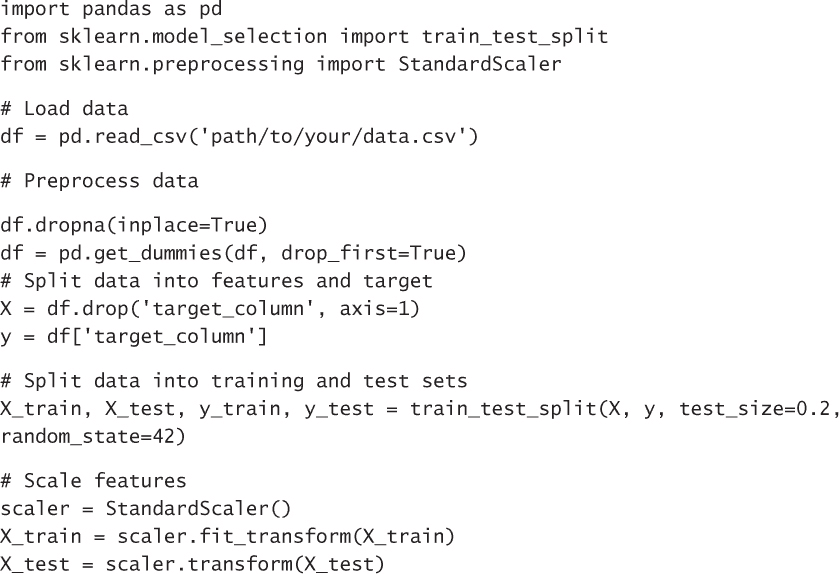 import pandas as pd
from sklearn.model_selection import train_test_split
from sklearn.preprocessing import StandardScaler
# Load data
df = pd.read_csv('path/to/your/data.csv')
# Preprocess data
df.dropna(inplace=True)
df = pd.get_dummies(df, drop_first=True)
# Split data into features and target
X = df.drop('target_column', axis=1)
y = df['target_column']
# Split data into training and test sets
X_train, X_test, y_train, y_test = train_test_split(X, y, test_size=0.2,
random_state=42)
# Scale features
scaler = StandardScaler()
X_train = scaler.fit_transform(X_train)
X_test = scaler.transform(X_test)